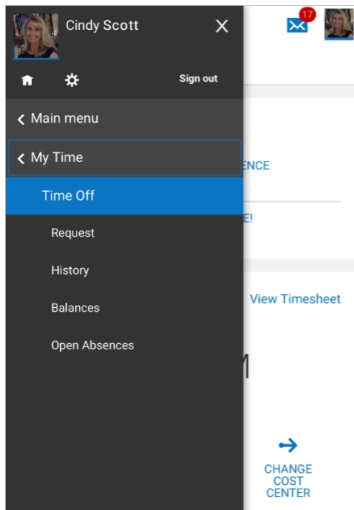 Cindy Scott
X
17
Sign out
Main menu
My Time
ENCE
Time Off
E!
Request
History
Balances
View Timesheet
Open Absences
CHANGE
COST
CENTER